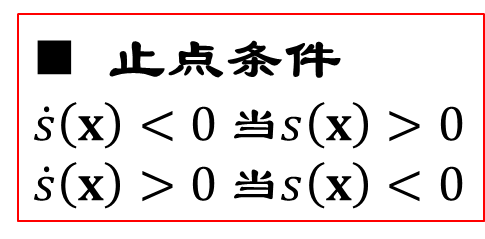 ■ 止点条件
ṡ(𝐱) < 0 当s(𝐱) > 0
ṡ(𝐱) > 0 当s(𝐱) < 0